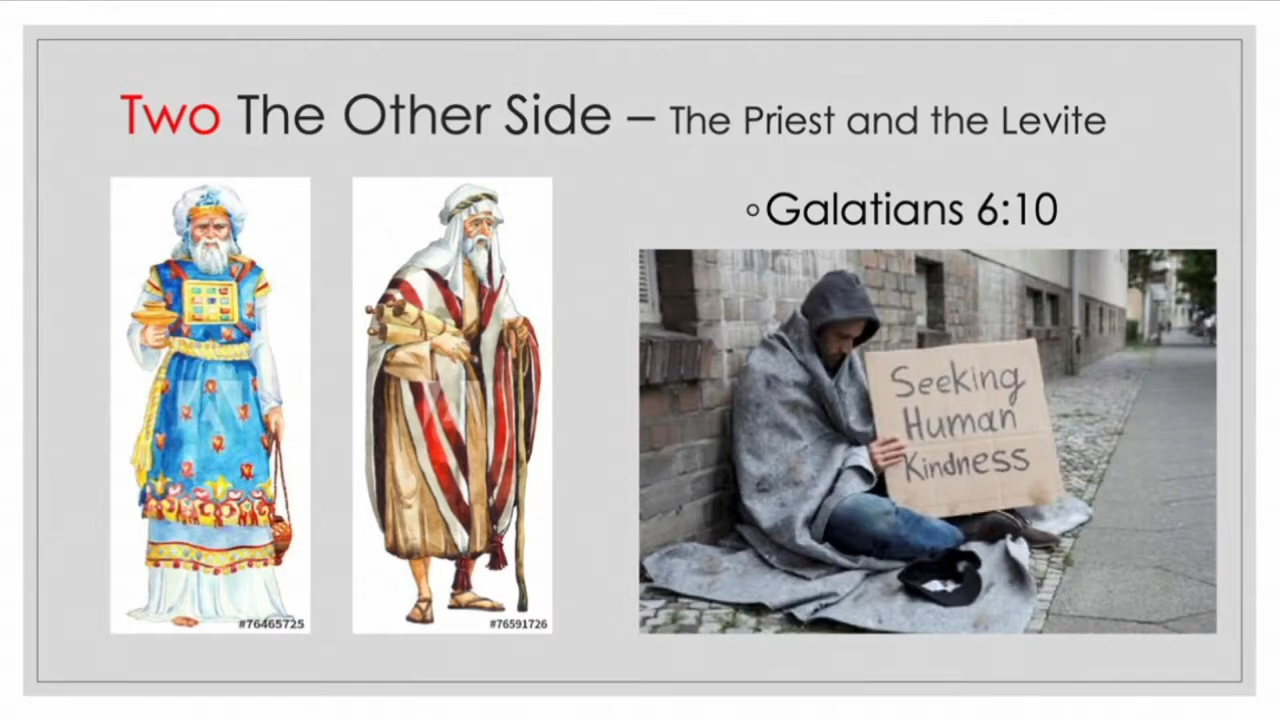 Two The Other Side – The Priest and the Levite
Galatians 6:10
Seeking
Human
Kindness
#76465725
#76591726